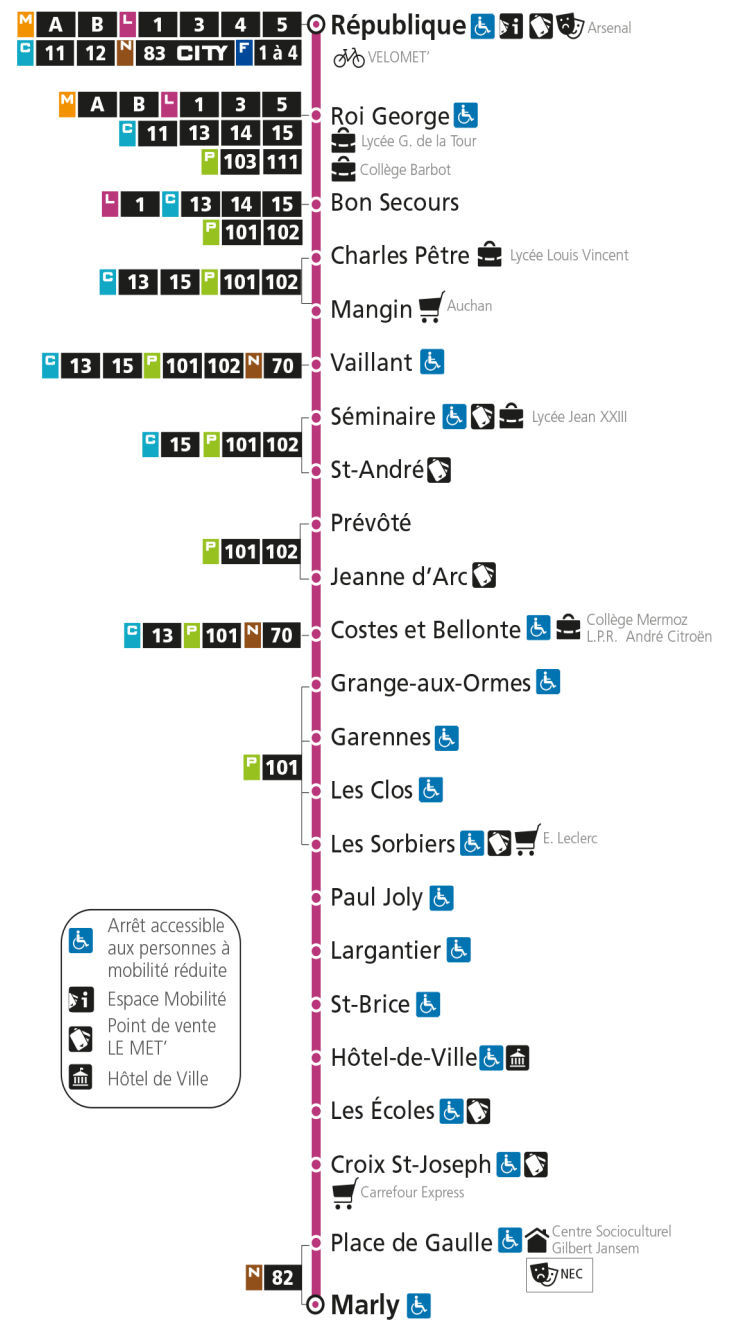 M A B L 1 3 4 5 République i Arsenal
C 11 12 N 83 CITY F 1 à 4 VELOMET'
M A B L 1 3 5 Roi George
C 11 13 14 15 Lycée G. de la Tour
P 103 111 Collège Barbot
L 1 C 13 14 15 Bon Secours
P 101 102
Charles Pêtre Lycée Louis Vincent
C 13 15 P 101 102
Mangin Auchan
C 13 15 P 101 102 N 70 Vaillant
Séminaire Lycée Jean XXIII
C 15 P 101 102
St-André
Prévôté
P 101 102
Jeanne d'Arc
C 13 P 101 N 70 Costes et Bellonte Collège Mermoz
L.P.R. André Citroën
Grange-aux-Ormes
Garennes
P 101
Les Clos
Les Sorbiers E. Leclerc
Paul Joly
Largantier
St-Brice
Hôtel-de-Ville
Les Écoles
Croix St-Joseph
Carrefour Express
Place de Gaulle Centre Socioculturel
Gilbert Jansem
NEC
N 82
Marly
Arrêt accessible
aux personnes à
mobilité réduite
i Espace Mobilité
Point de vente
LE MET'
Hôtel de Ville